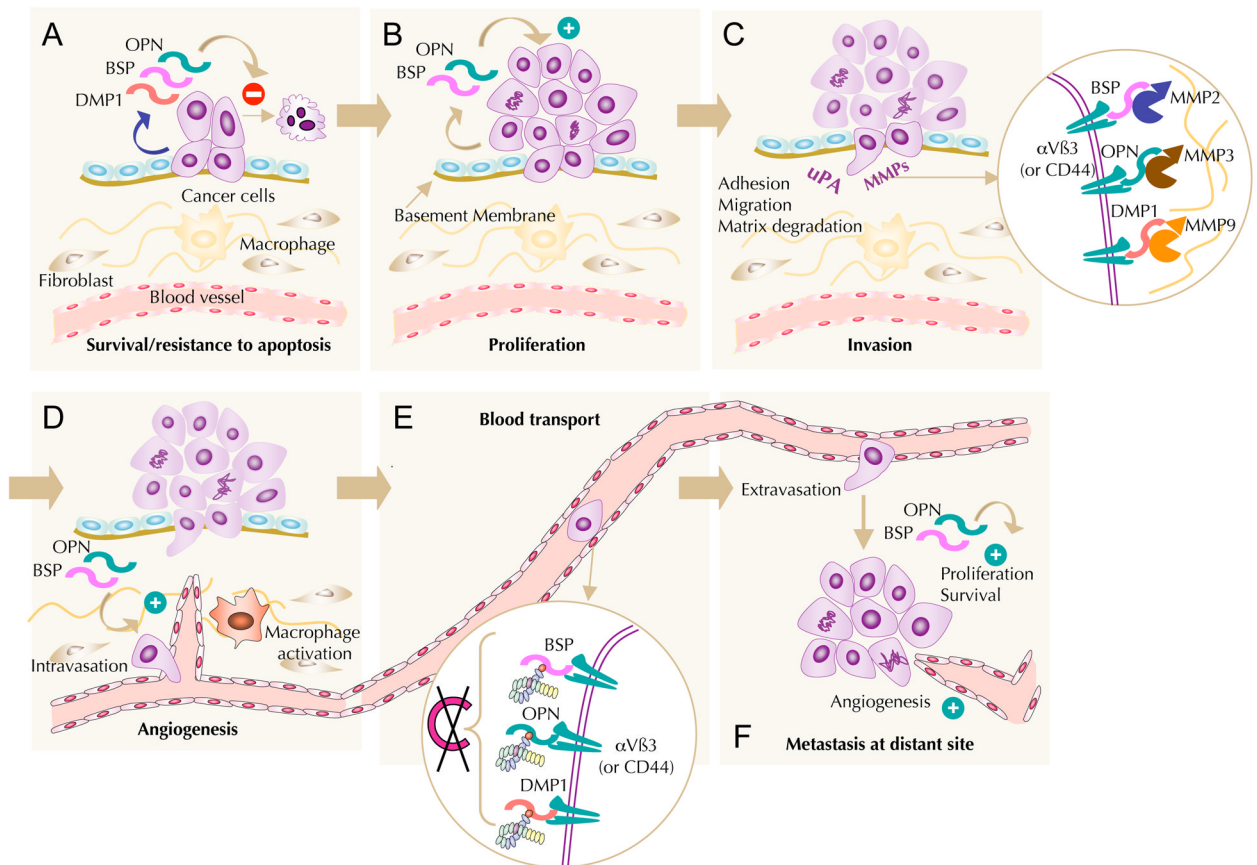 A
OPN
BSP
DMP1
Cancer cells
Macrophage
Fibroblast
Blood vessel
Survival/resistance to apoptosis
B
OPN
BSP
Basement Membrane
Proliferation
C
uPA
MMPs
Adhesion
Migration
Matrix degradation
Invasion
BSP
MMP2
αVß3
(or CD44)
OPN
MMP3
DMP1
MMP9
D
OPN
BSP
Intravasation
Macrophage
activation
Angiogenesis
E
Blood transport
BSP
OPN
αVß3
(or CD44)
DMP1
C
Extravasation
OPN
BSP
Proliferation
Survival
Angiogenesis
F
Metastasis at distant site